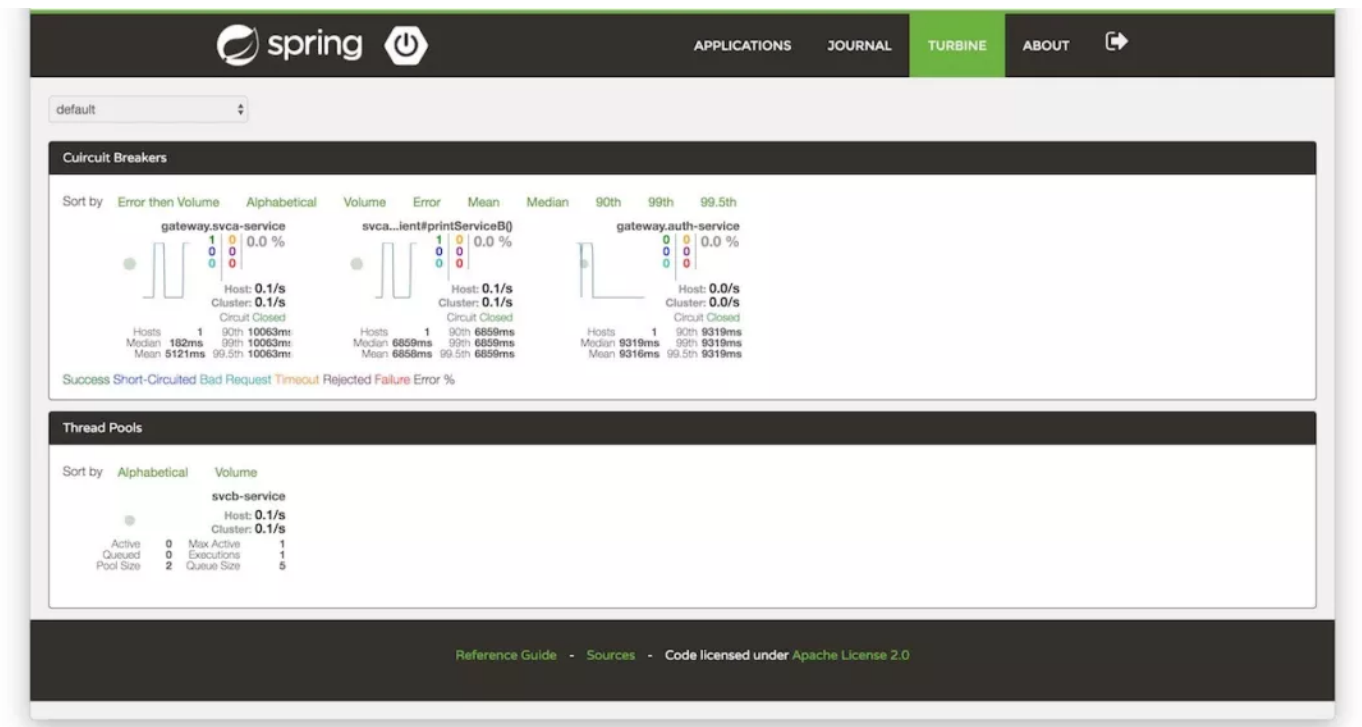 spring
APPLICATIONS JOURNAL TURBINE ABOUT
default
Cuircuit Breakers
Sort by Error then Volume Alphabetical Volume Error Mean Median 90th 99th 99.5th
gateway.svca-service
1 0 0.0 %
0 0
0 0
Host: 0.1/s
Cluster: 0.1/s
Circuit Closed
Hosts 1 90th 10063ms
Median 182ms 99th 10063ms
Mean 5121ms 99.5th 10063ms
svca...ient#printServiceB()
1 0 0.0 %
0 0
0 0
Host: 0.1/s
Cluster: 0.1/s
Circuit Closed
Hosts 1 90th 6859ms
Median 6859ms 99th 6859ms
Mean 6858ms 99.5th 6859ms
gateway.auth-service
0 0 0.0 %
0 0
0 0
Host: 0.0/s
Cluster: 0.0/s
Circuit Closed
Hosts 1 90th 9319ms
Median 9319ms 99th 9319ms
Mean 9316ms 99.5th 9319ms
Success Short-Circuited Bad Request Timeout Rejected Failure Error %
Thread Pools
Sort by Alphabetical Volume
svcb-service
Host: 0.1/s
Cluster: 0.1/s
Active 0 Max Active 1
Queued 0 Executions 1
Pool Size 2 Queue Size 5
Reference Guide - Sources - Code licensed under Apache License 2.0